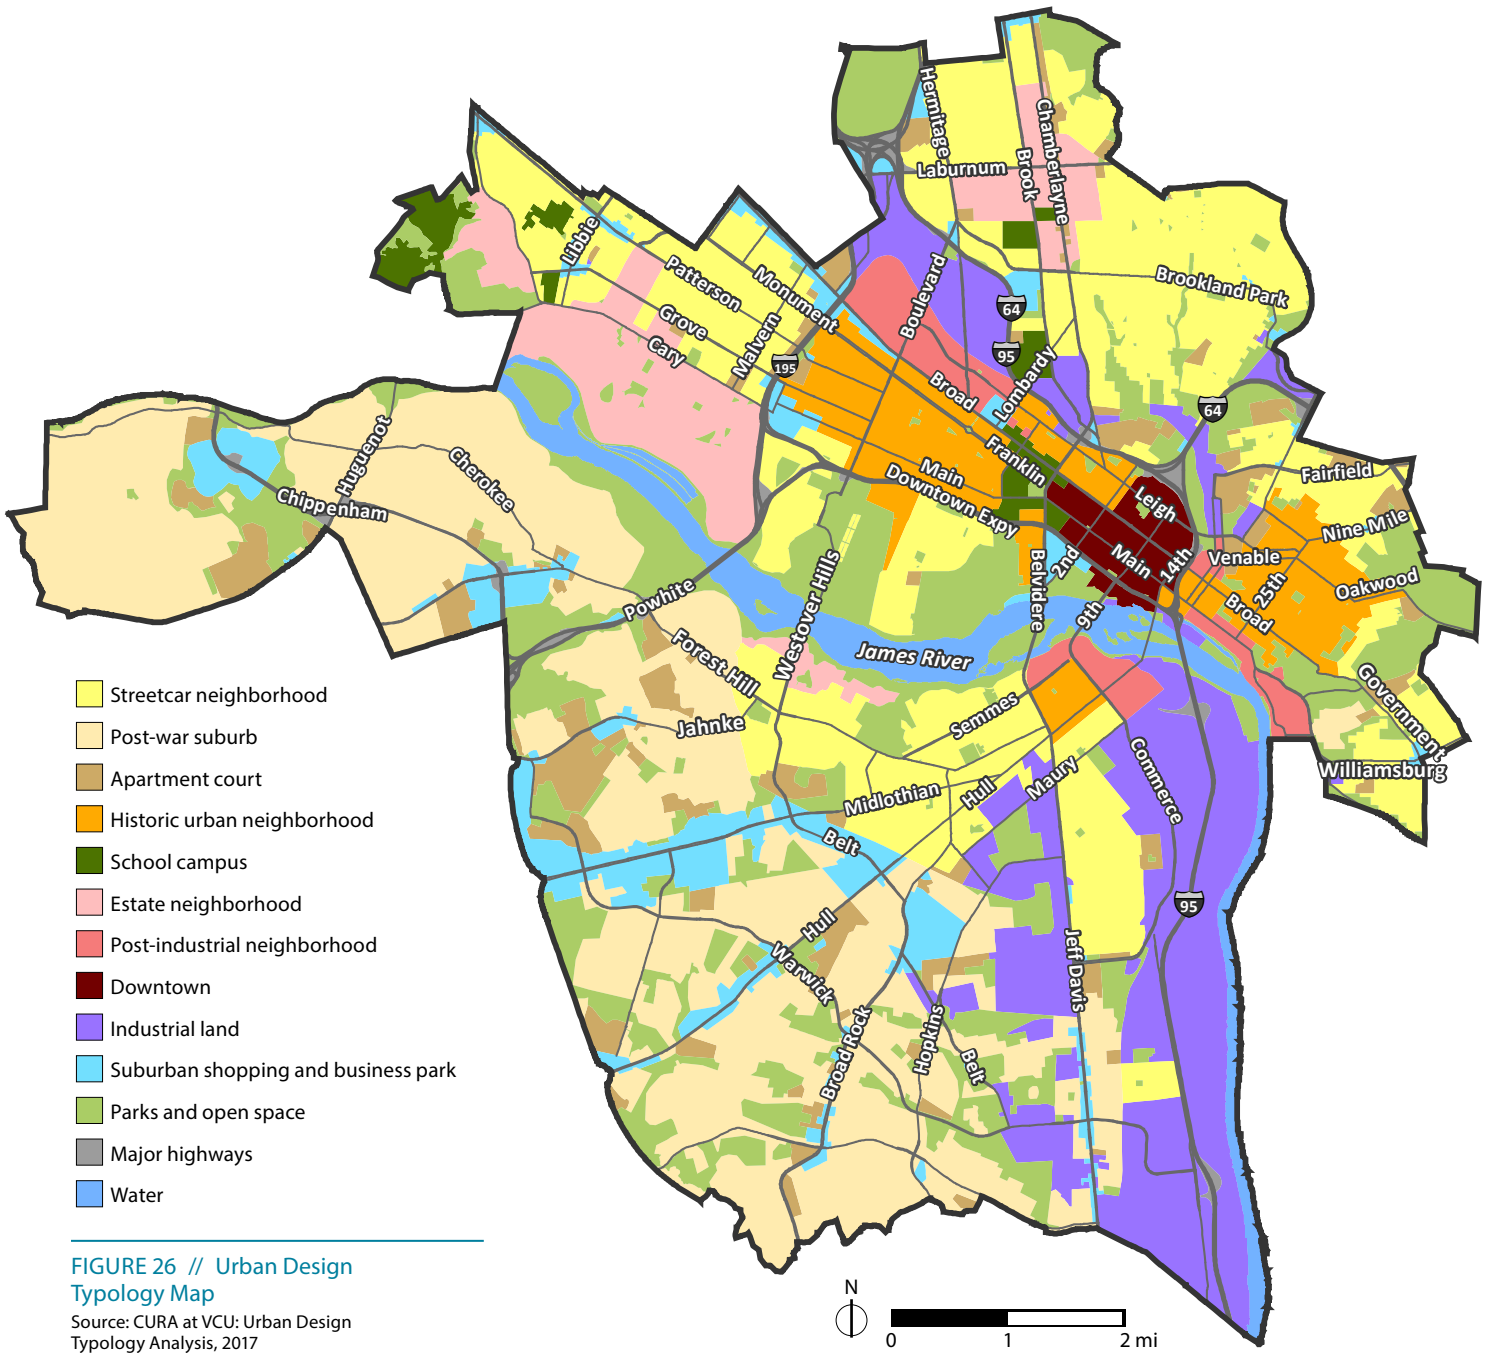 Hermitage
Chamberlayne
Brook
Laburnum
Libbie
Patterson
Monument
Boulevard
Brookland Park
Grove
Malvern
Cary
64
95
195
Lombardy
Broad
64
Huguenot
Cherokee
Chippenham
Franklin
Main
Downtown Expy
Leigh
Fairfield
Nine Mile
Main
2nd
14th
Venable
25th
Oakwood
Broad
Belvidere
9th
Powhite
Westover Hills
James River
Forest Hill
Jahnke
Semmes
Government
Williamsburg
Commerce
Maury
Hull
Midlothian
Belt
95
Hull
Warwick
Jeff Davis
Broad Rock
Hopkins
Belt
Streetcar neighborhood
Post-war suburb
Apartment court
Historic urban neighborhood
School campus
Estate neighborhood
Post-industrial neighborhood
Downtown
Industrial land
Suburban shopping and business park
Parks and open space
Major highways
Water
FIGURE 26 // Urban Design
Typology Map
Source: CURA at VCU: Urban Design
Typology Analysis, 2017
N
0 1 2 mi